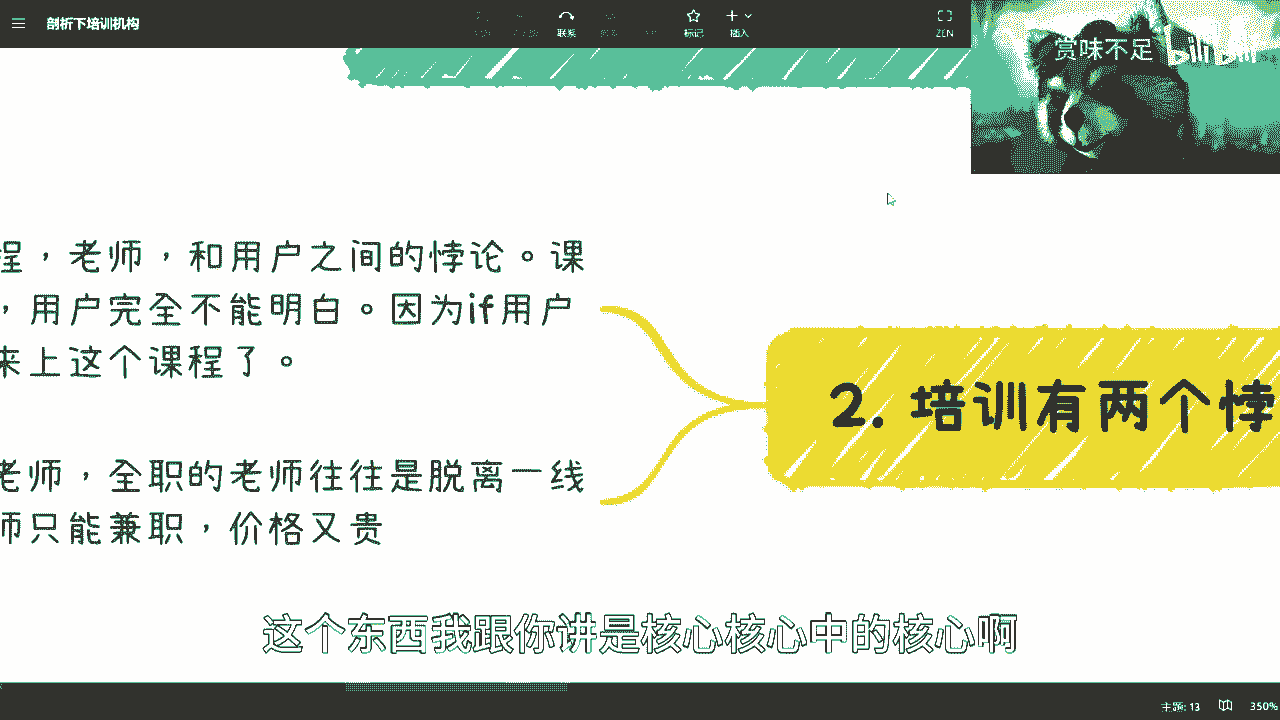 剖析下培训机构
联系
标记
插入
ZEN
赏味不足
bilibili
程，老师，和用户之间的悖论。课
，用户完全不能明白。因为if用户
来上这个课程了。
2. 培训有两个悖
老师，全职的老师往往是脱离一线
师只能兼职，价格又贵
这个东西我跟你讲是核心核心中的核心啊
主题: 13
350%